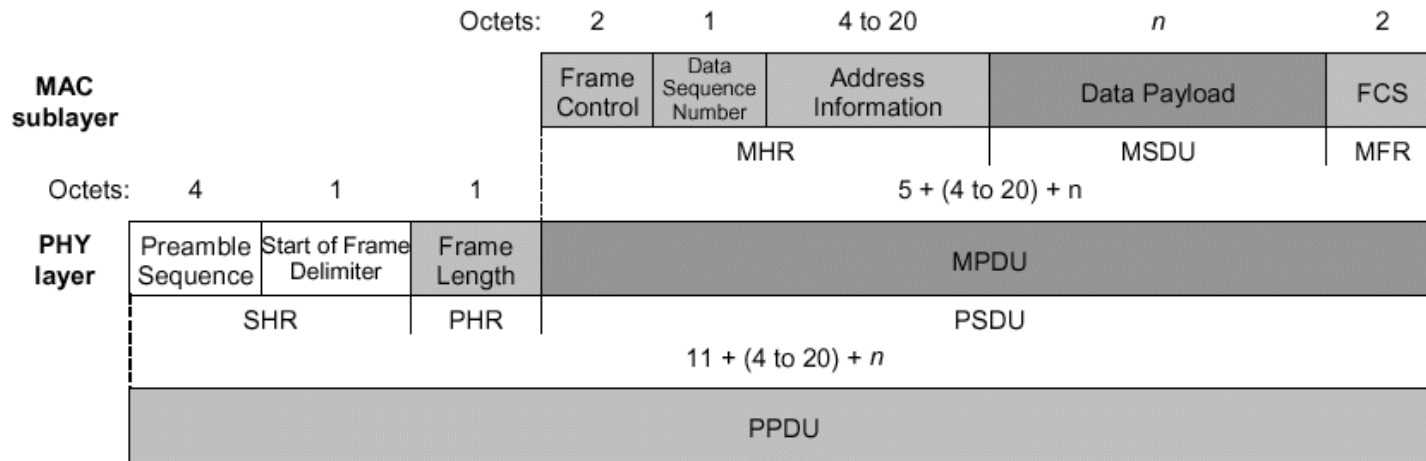 Octets: 2 1 4 to 20 n 2
MAC sublayer
Frame Control
Data Sequence Number
Address Information
Data Payload
FCS
MHR MSDU MFR
Octets: 4 1 1 5 + (4 to 20) + n
PHY layer
Preamble Sequence
Start of Frame Delimiter
Frame Length
MPDU
SHR PHR PSDU
11 + (4 to 20) + n
PPDU